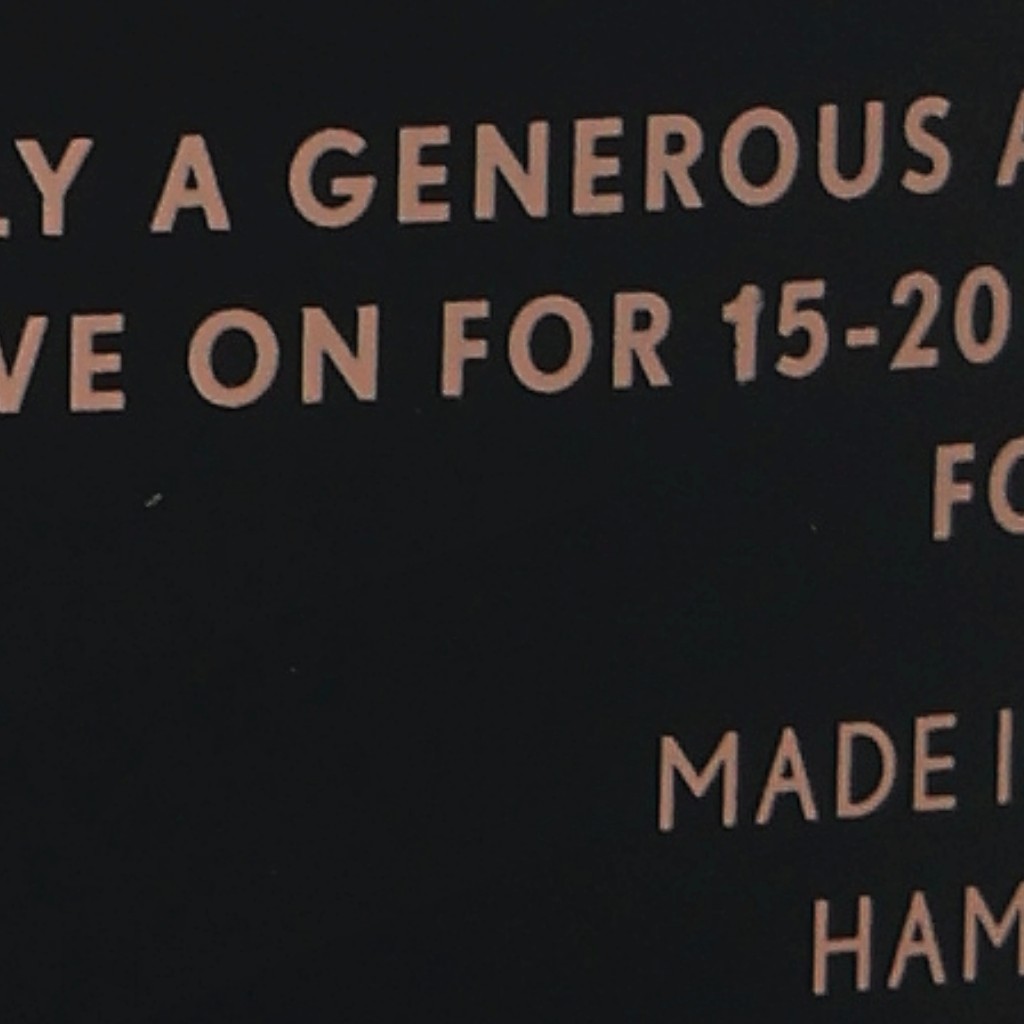 LY A GENEROUS A
VE ON FOR 15-20
FO
MADE I
HAM